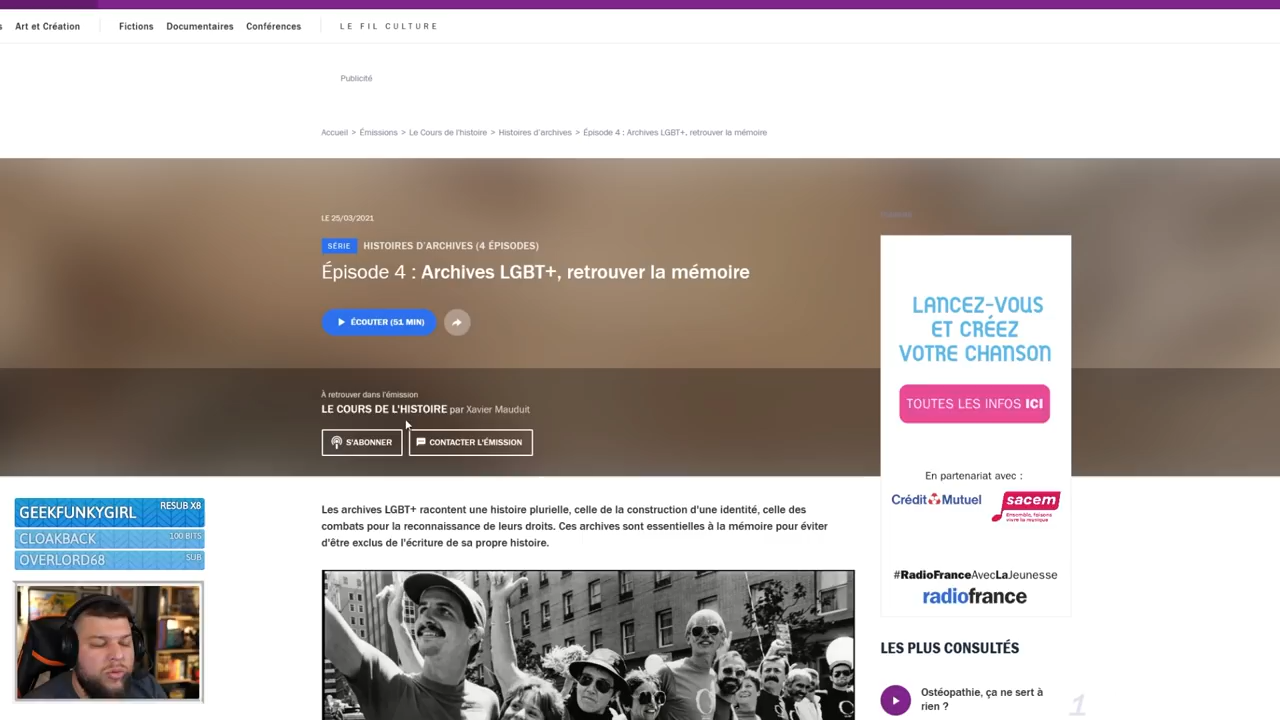 Art et Création
Fictions
Documentaires
Conférences
LE FIL CULTURE
Publicité
Accueil > Émissions > Le Cours de l'histoire > Histoires d'archives > Épisode 4 : Archives LGBT+, retrouver la mémoire
LE 25/03/2021
SÉRIE
HISTOIRES D'ARCHIVES (4 ÉPISODES)
Épisode 4 : Archives LGBT+, retrouver la mémoire
ÉCOUTER (51 MIN)
À retrouver dans l'émission
LE COURS DE L'HISTOIRE par Xavier Mauduit
S'ABONNER
CONTACTER L'ÉMISSION
LANCEZ-VOUS
ET CRÉEZ
VOTRE CHANSON
TOUTES LES INFOS ICI
En partenariat avec :
Crédit Mutuel
sacem
Ensemble, faisons
vivre la musique
#RadioFranceAvecLaJeunesse
radiofrance
GEEKFUNKYGIRL
RESUB X8
CLOAKBACK
100 BITS
OVERLORD68
SUB
Les archives LGBT+ racontent une histoire plurielle, celle de la construction d'une identité, celle des
combats pour la reconnaissance de leurs droits. Ces archives sont essentielles à la mémoire pour éviter
d'être exclus de l'écriture de sa propre histoire.
LES PLUS CONSULTÉS
Ostéopathie, ça ne sert à
rien ?
1